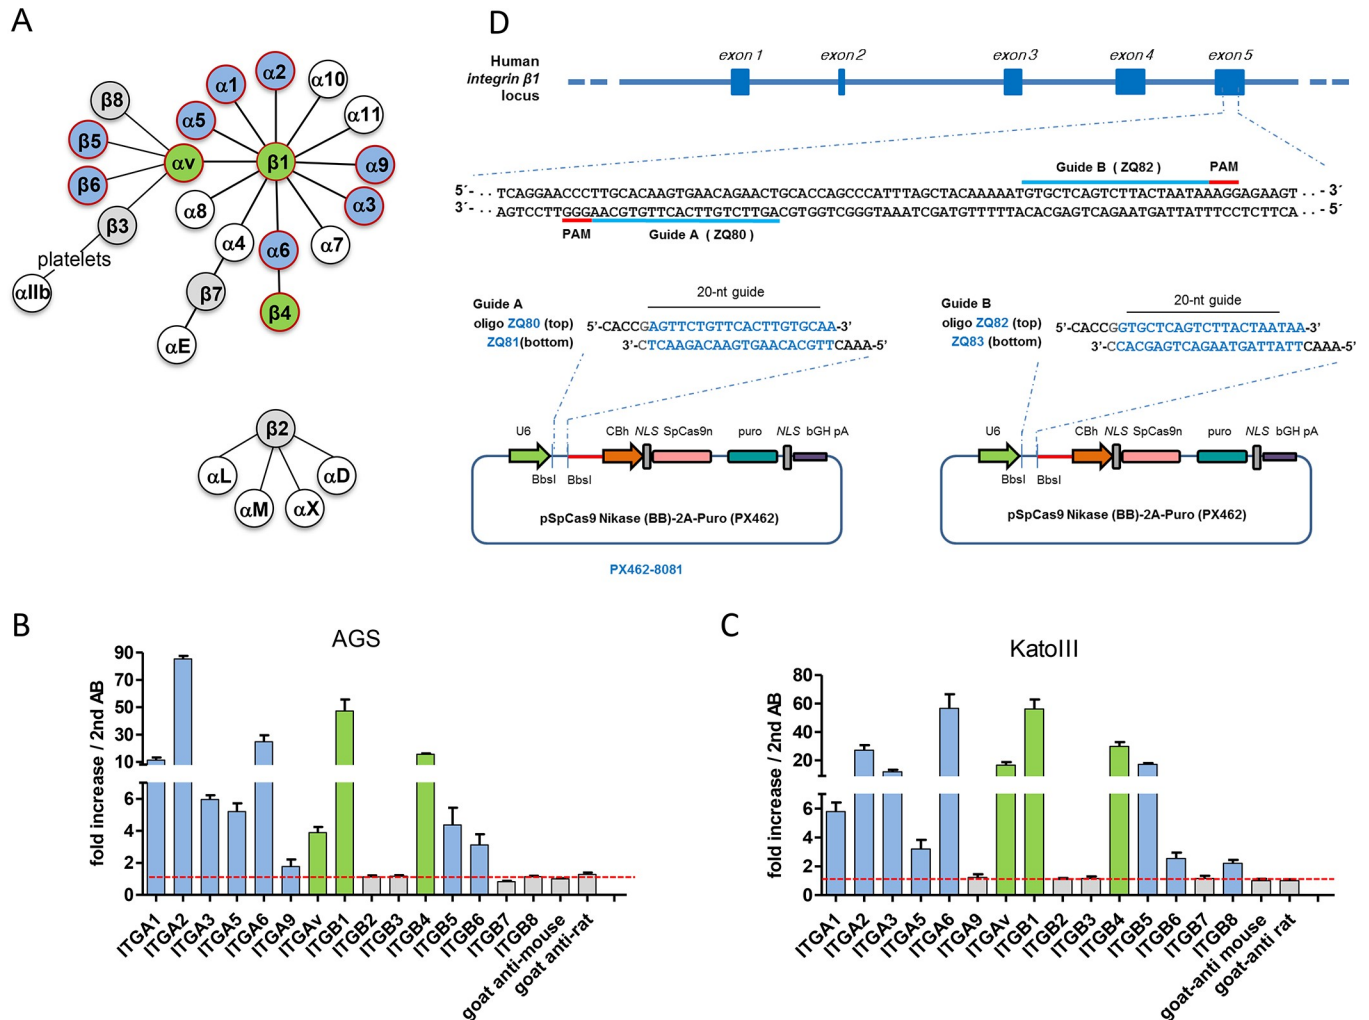 A
β8
β5
β6
β3
platelets
αIIb
αv
α5
α1
α2
α10
α11
α9
α3
α7
α6
β4
α4
α8
β7
αE
β1
β2
αL
αM
αX
αD
D
Human
integrin β1
locus
exon 1
exon 2
exon 3
exon 4
exon 5
Guide B ( ZQ82 )
PAM
5´-··· TCAGGAACCCTTGCACAAGTGAACAGAACTGCACCAGCCCATTTAGCTACAAAAATGTGCTCAGTCTTACTAATAAAGGAGAAGT ··-3´
3´-·· AGTCCTTGGGAACGTGTTCACTTGTCTTGACGTGGTCGGGTAAATCGATGTTTTTACACGAGTCAGAATGATTATTTCCTCTTCA ··-5´
PAM
Guide A ( ZQ80 )
Guide A
oligo ZQ80 (top)
ZQ81(bottom)
20-nt guide
5'-CACCGAGTTCTGTTCACTTGTGCAA-3'
3'-CTCAAGACAAGTGAACACGTTCAAA-5'
Guide B
oligo ZQ82 (top)
ZQ83 (bottom)
20-nt guide
5'-CACCGGTGCTCAGTCTTACTAATAA-3'
3'-CCACGAGTCAGAATGATTATTCAAA-5'
U6
CBh NLS SpCas9n
puro
NLS bGH pA
BbsI
BbsI
pSpCas9 Nikase (BB)-2A-Puro (PX462)
PX462-8081
U6
CBh NLS SpCas9n
puro
NLS bGH pA
BbsI
BbsI
pSpCas9 Nikase (BB)-2A-Puro (PX462)
B
AGS
fold increase / 2nd AB
90
70
50
30
10
6
4
2
0
ITGA1
ITGA2
ITGA3
ITGA5
ITGA6
ITGA9
ITGAv
ITGB1
ITGB2
ITGB3
ITGB4
ITGB5
ITGB6
ITGB7
ITGB8
goat anti-mouse
goat anti-rat
C
KatoIII
fold increase / 2nd AB
80
60
40
20
6
4
2
0
ITGA1
ITGA2
ITGA3
ITGA5
ITGA6
ITGA9
ITGAv
ITGB1
ITGB2
ITGB3
ITGB4
ITGB5
ITGB6
ITGB7
ITGB8
goat-anti mouse
goat-anti rat